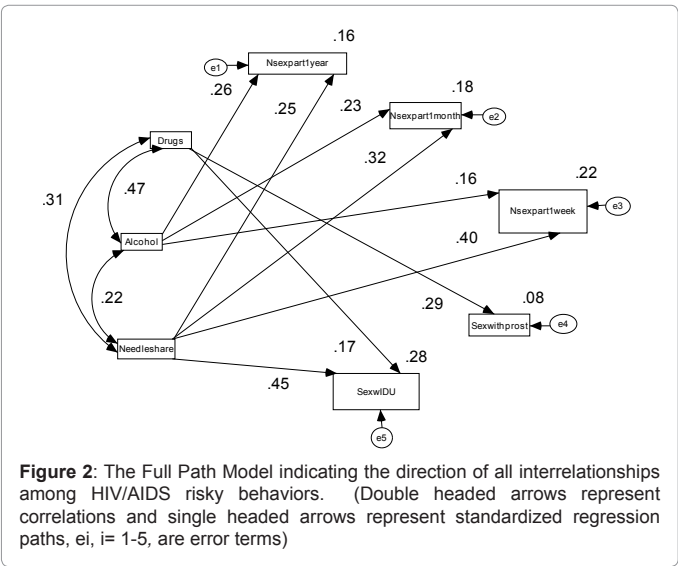 .16
e1
Nsexpart1year
.26
.25
.23
.18
Nsexpart1month
e2
Drugs
.32
.31
.47
.16
.22
Nsexpart1week
e3
Alcohol
.40
.22
.29
.08
Sexwithprost
e4
Needleshare
.17
.28
.45
SexwIDU
e5
Figure 2: The Full Path Model indicating the direction of all interrelationships
among HIV/AIDS risky behaviors. (Double headed arrows represent
correlations and single headed arrows represent standardized regression
paths, ei, i= 1-5, are error terms)